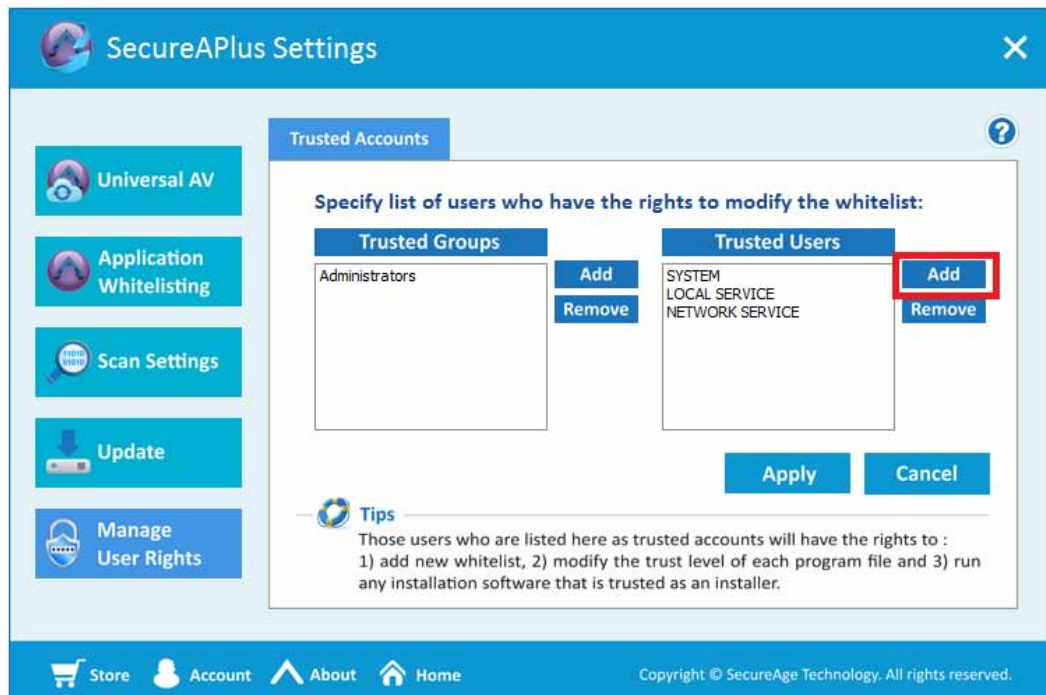 SecureAPlus Settings
Trusted Accounts
Universal AV
Application
Whitelisting
Scan Settings
Update
Manage
User Rights
Specify list of users who have the rights to modify the whitelist:
Trusted Groups
Administrators
Add
Remove
Trusted Users
SYSTEM
LOCAL SERVICE
NETWORK SERVICE
Add
Remove
Apply
Cancel
Tips
Those users who are listed here as trusted accounts will have the rights to :
1) add new whitelist, 2) modify the trust level of each program file and 3) run
any installation software that is trusted as an installer.
Store
Account
About
Home
Copyright © SecureAge Technology. All rights reserved.